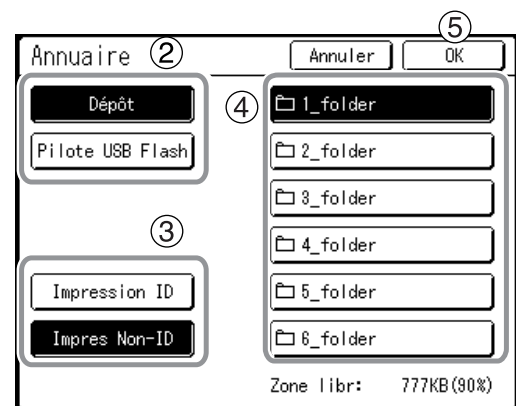 ⑤
Annuaire ② Annuler OK
Dépôt ④ 1_folder
Pilote USB Flash 2_folder
3_folder
③ 4_folder
Impression ID 5_folder
Impres Non-ID 6_folder
Zone libr: 777KB(90%)